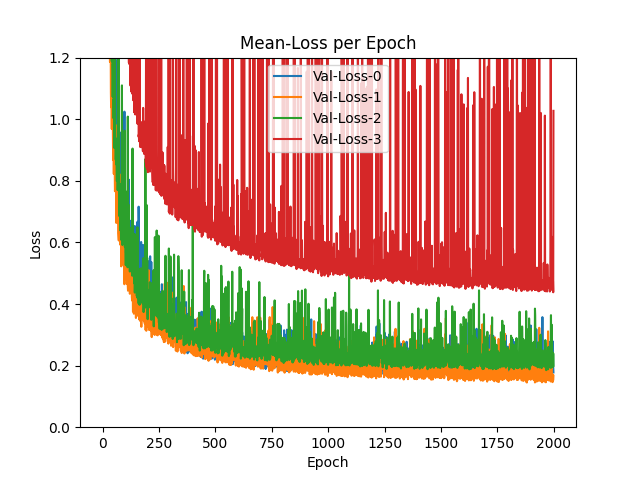 Mean-Loss per Epoch
1.2
1.0
0.8
0.6
0.4
0.2
0.0
Loss
Val-Loss-0
Val-Loss-1
Val-Loss-2
Val-Loss-3
0 250 500 750 1000 1250 1500 1750 2000
Epoch